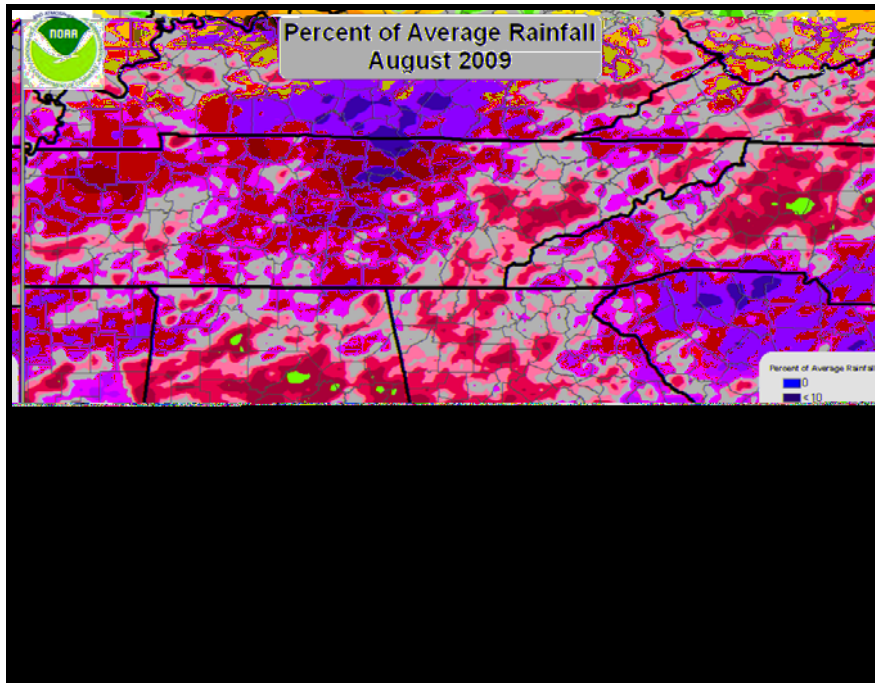 NOAA
Percent of Average Rainfall
August 2009
Percent of Average Rainfall
0
< 10